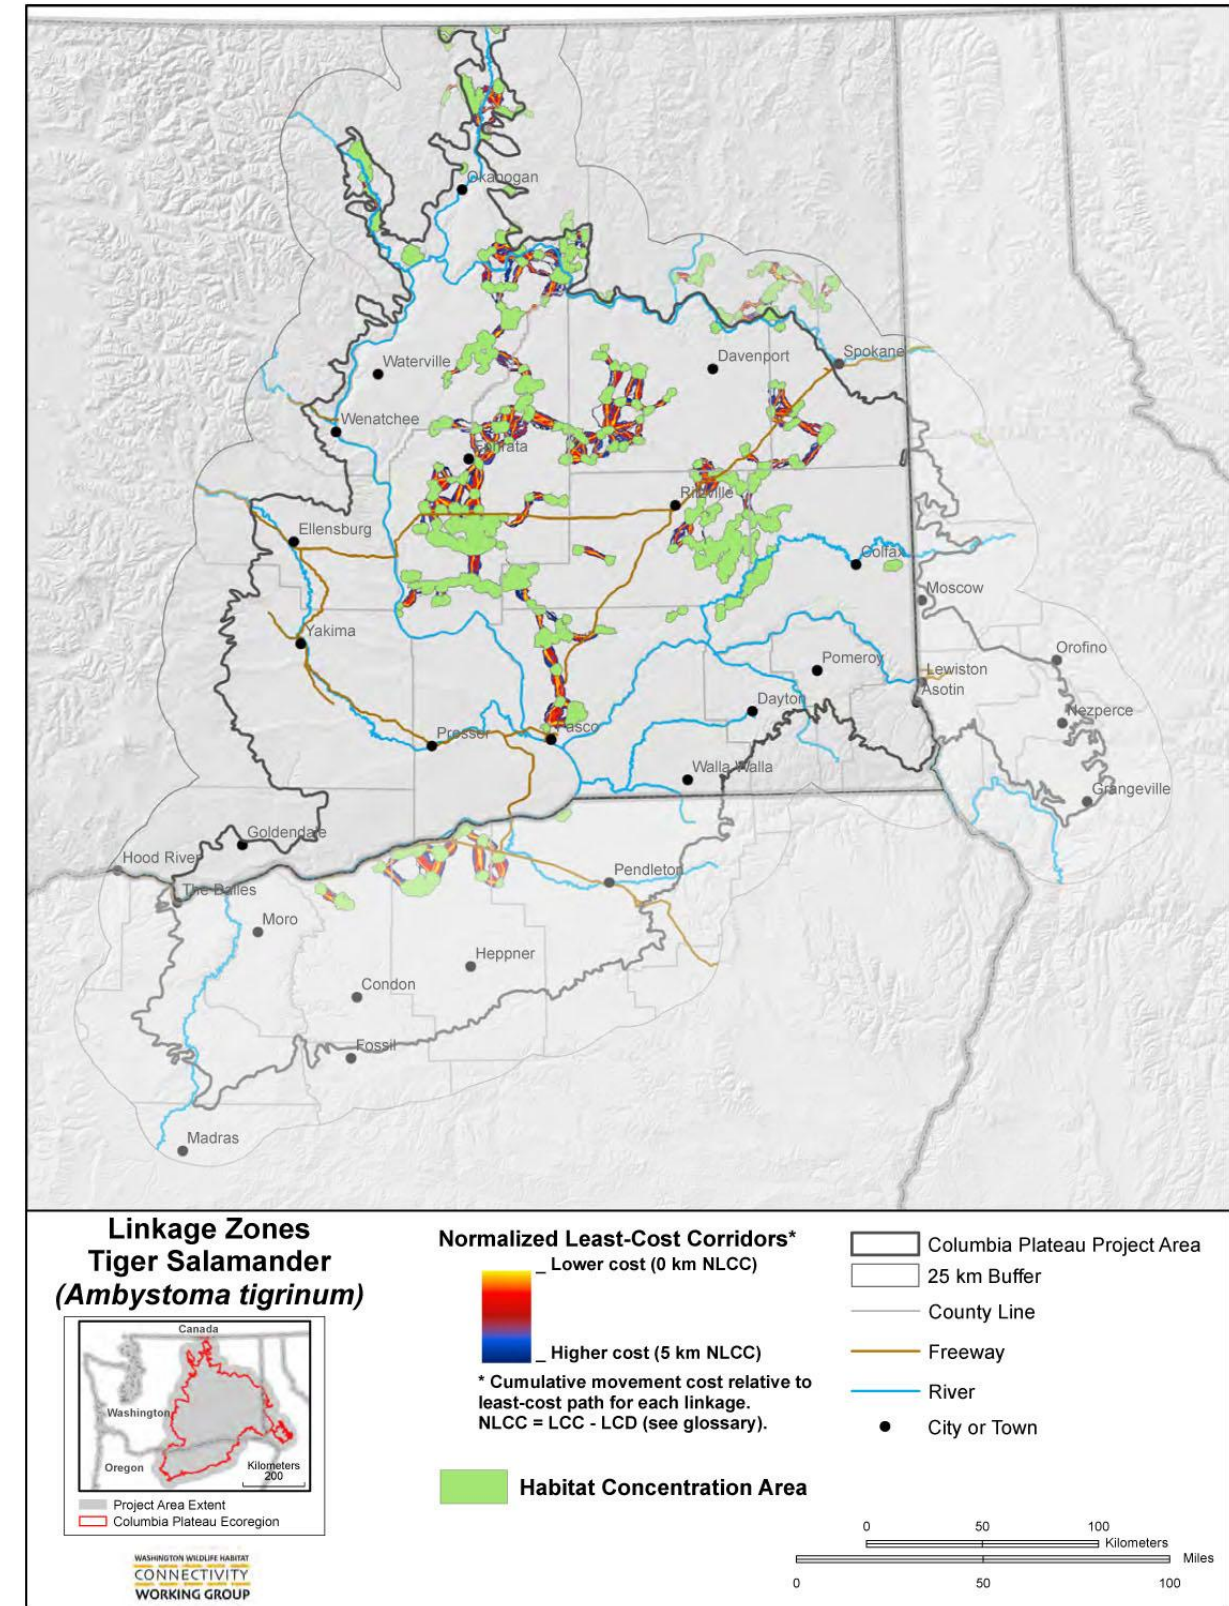 Okanogan
Waterville
Davenport
Spokane
Wenatchee
Ephrata
Ritzville
Ellensburg
Colfax
Moscow
Yakima
Orofino
Pomeroy
Lewiston
Asotin
Dayton
Nezperce
Prosser
Pasco
Walla Walla
Grangeville
Goldendale
Hood River
Pendleton
The Dalles
Moro
Heppner
Condon
Fossil
Madras
Linkage Zones
Tiger Salamander
(Ambystoma tigrinum)
Canada
Washington
Oregon
Kilometers
200
Project Area Extent
Columbia Plateau Ecoregion
WASHINGTON WILDLIFE HABITAT
CONNECTIVITY
WORKING GROUP
Normalized Least-Cost Corridors*
_ Lower cost (0 km NLCC)
_ Higher cost (5 km NLCC)
* Cumulative movement cost relative to
least-cost path for each linkage.
NLCC = LCC - LCD (see glossary).
Habitat Concentration Area
Columbia Plateau Project Area
25 km Buffer
County Line
Freeway
River
City or Town
0 50 100
Kilometers
Miles
0 50 100